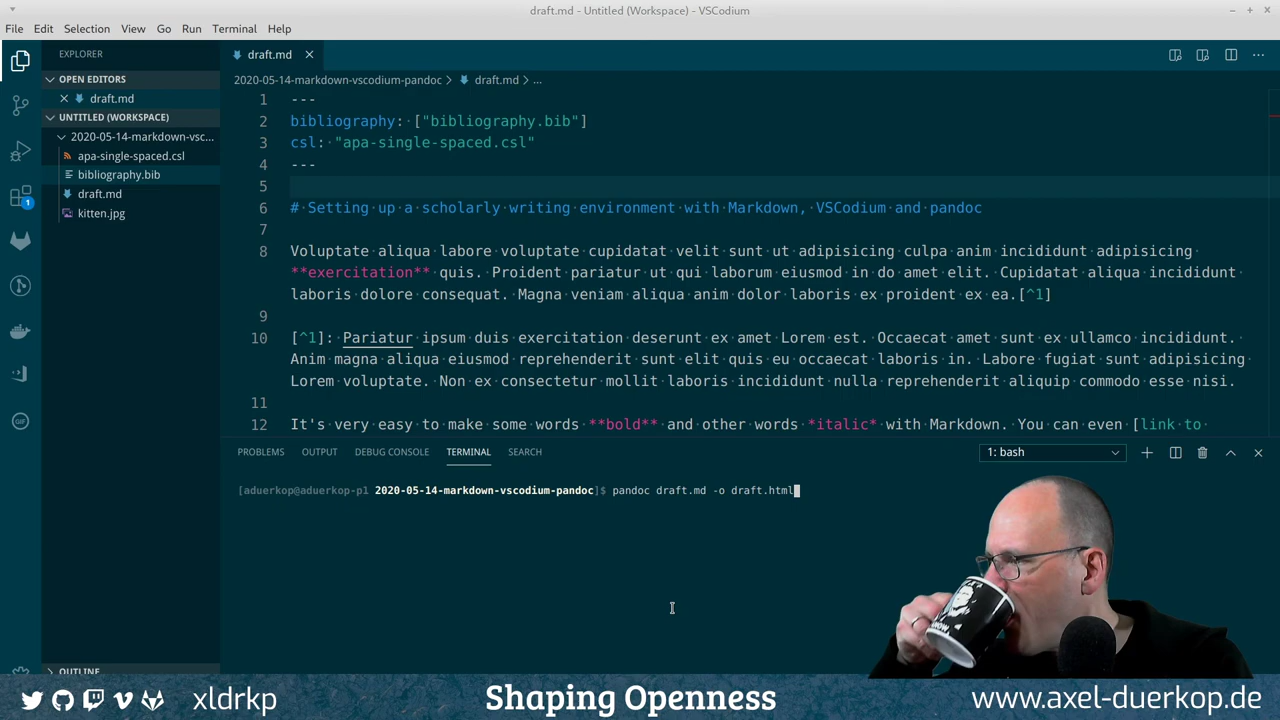 draft.md - Untitled (Workspace) - VSCodium
File Edit Selection View Go Run Terminal Help
EXPLORER
OPEN EDITORS
draft.md
UNTITLED (WORKSPACE)
2020-05-14-markdown-vsc...
apa-single-spaced.csl
bibliography.bib
draft.md
kitten.jpg
OUTLINE
1
draft.md
2020-05-14-markdown-vscodium-pandoc > draft.md > ...
1 ---
2 bibliography: ["bibliography.bib"]
3 csl: "apa-single-spaced.csl"
4 ---
5
6 # Setting up a scholarly writing environment with Markdown, VSCodium and pandoc
7
8 Voluptate aliqua labore voluptate cupidatat velit sunt ut adipisicing culpa anim incididunt adipisicing
**exercitation** quis. Proident pariatur ut qui laborum eiusmod in do amet elit. Cupidatat aliqua incididunt
laboris dolore consequat. Magna veniam aliqua anim dolor laboris ex proident ex ea.[^1]
9
10 [^1]: Pariatur ipsum duis exercitation deserunt ex amet Lorem est. Occaecat amet sunt ex ullamco incididunt.
Anim magna aliqua eiusmod reprehenderit sunt elit quis eu occaecat laboris in. Labore fugiat sunt adipisicing
Lorem voluptate. Non ex consectetur mollit laboris incididunt nulla reprehenderit aliquip commodo esse nisi.
11
12 It's very easy to make some words **bold** and other words *italic* with Markdown. You can even [link to
PROBLEMS OUTPUT DEBUG CONSOLE TERMINAL SEARCH
1: bash
[aduerkop@aduerkop-p1 2020-05-14-markdown-vscodium-pandoc]$ pandoc draft.md -o draft.html
GIF
xldrkp
Shaping Openness
www.axel-duerkop.de